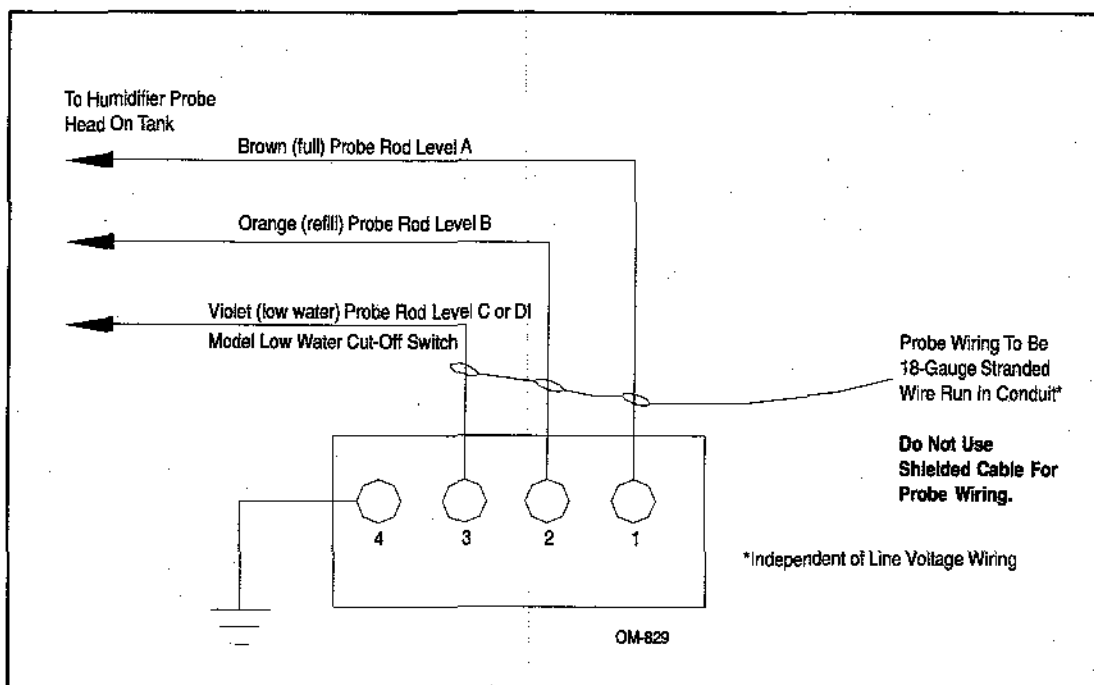 To Humidifier Probe
Head On Tank
Brown (full) Probe Rod Level A
Orange (refill) Probe Rod Level B
Violet (low water) Probe Rod Level C or DI
Model Low Water Cut-Off Switch
Probe Wiring To Be
18-Gauge Stranded
Wire Run in Conduit*
Do Not Use
Shielded Cable For
Probe Wiring.
4 3 2 1
*Independent of Line Voltage Wiring
OM-829